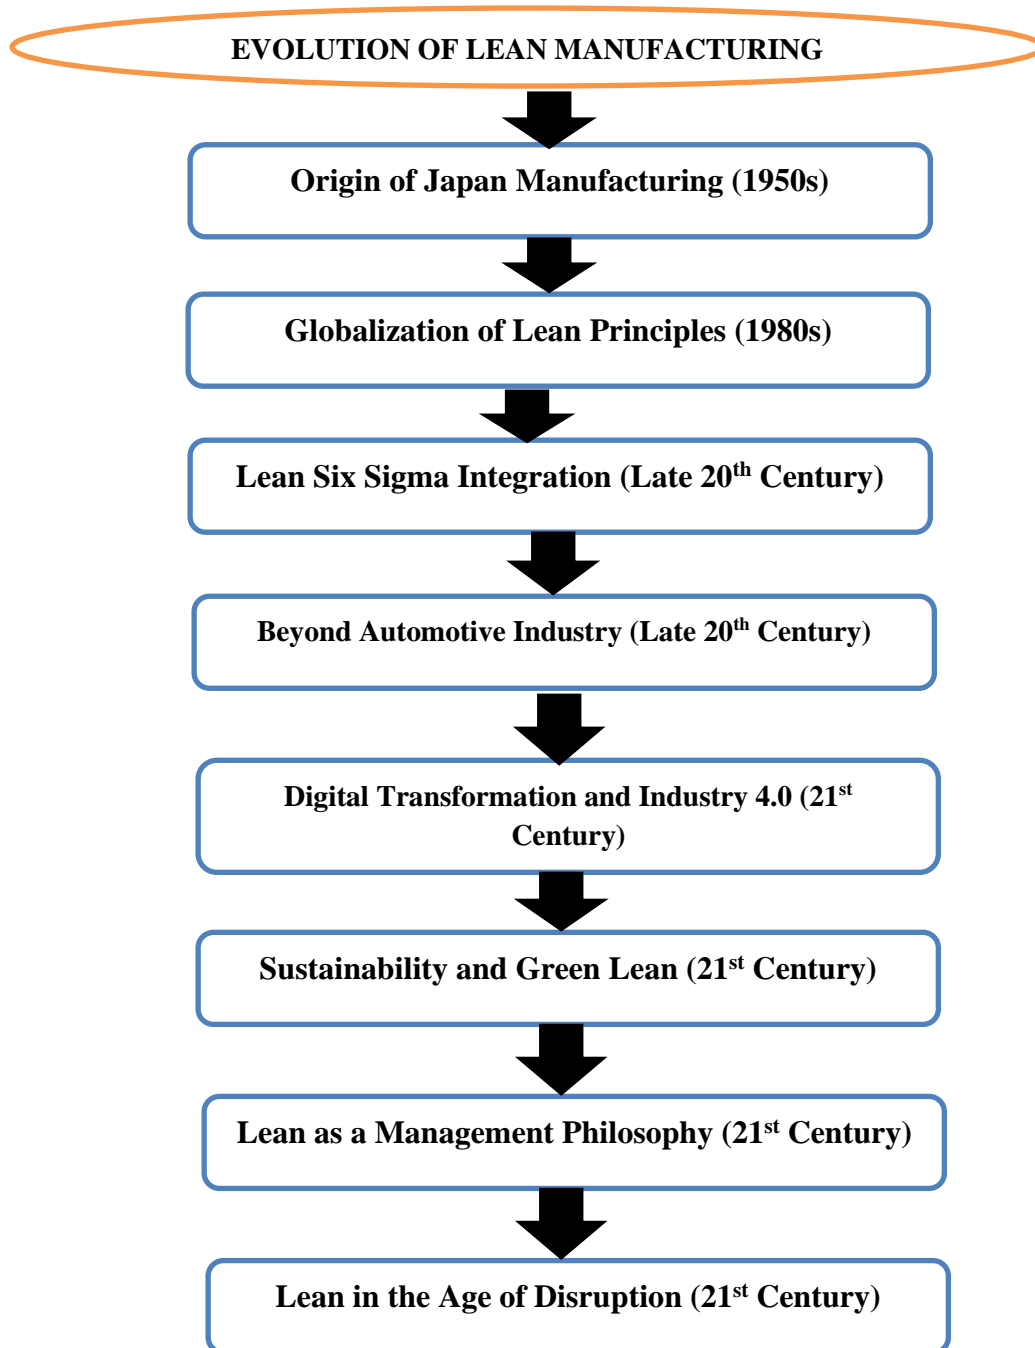 EVOLUTION OF LEAN MANUFACTURING
Origin of Japan Manufacturing (1950s)
Globalization of Lean Principles (1980s)
Lean Six Sigma Integration (Late 20th Century)
Beyond Automotive Industry (Late 20th Century)
Digital Transformation and Industry 4.0 (21st
Century)
Sustainability and Green Lean (21st Century)
Lean as a Management Philosophy (21st Century)
Lean in the Age of Disruption (21st Century)